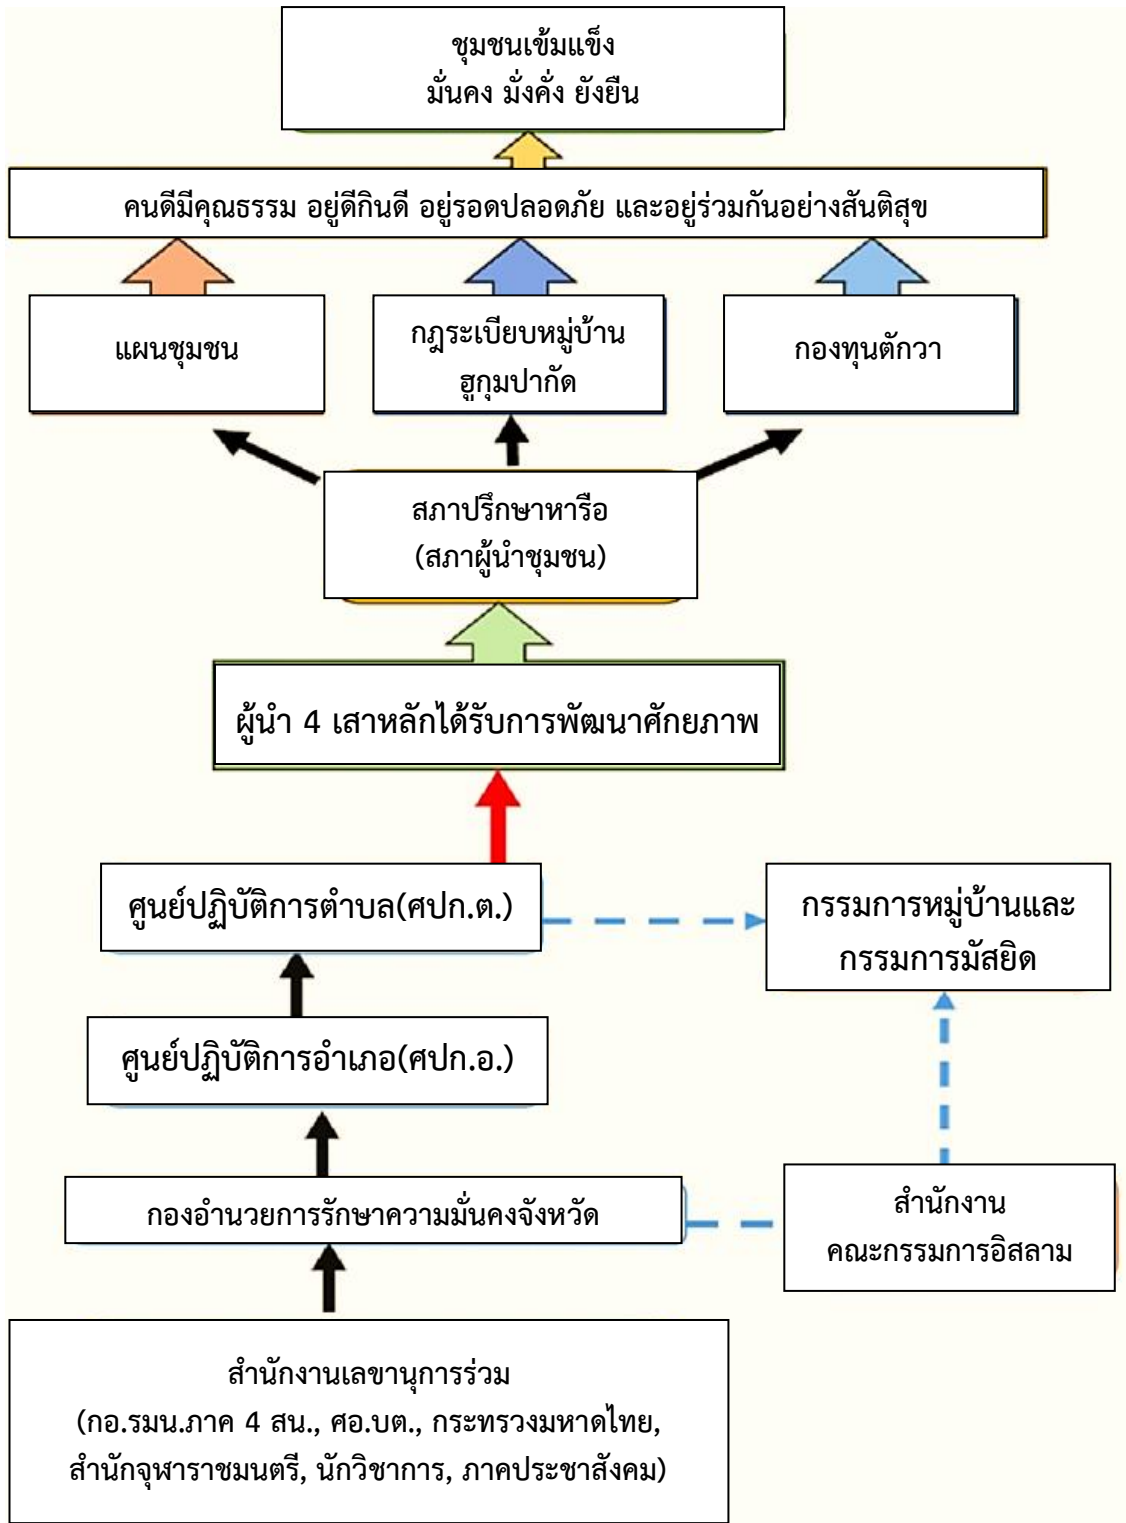 ชุมชนเข้มแข็ง
มั่นคง มั่งคั่ง ยังยืน
คนดีมีคุณธรรม อยู่ดีกินดี อยู่รอดปลอดภัย และอยู่ร่วมกันอย่างสันติสุข
แผนชุมชน
กฎระเบียบหมู่บ้าน
ฮูกุมปากัด
กองทุนตักวา
สภาปรึกษาหารือ
(สภาผู้นำชุมชน)
ผู้นำ 4 เสาหลักได้รับการพัฒนาศักยภาพ
ศูนย์ปฏิบัติการตำบล(ศปก.ต.)
กรรมการหมู่บ้านและ
กรรมการมัสยิด
ศูนย์ปฏิบัติการอำเภอ(ศปก.อ.)
กองอำนวยการรักษาความมั่นคงจังหวัด
สำนักงาน
คณะกรรมการอิสลาม
สำนักงานเลขานุการร่วม
(กอ.รมน.ภาค 4 สน., ศอ.บต., กระทรวงมหาดไทย,
สำนักจุฬาราชมนตรี, นักวิชาการ, ภาคประชาสังคม)